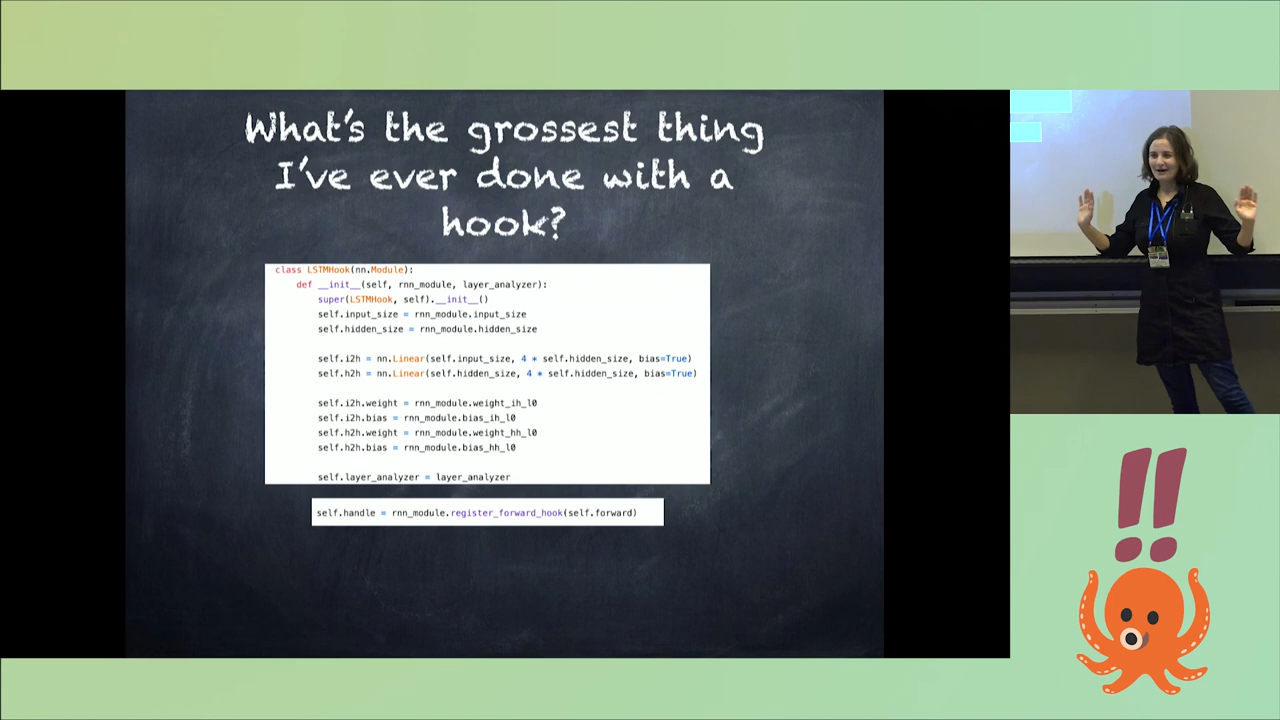 What's the grossest thing
I've ever done with a
hook?
class LSTMHook(nn.Module):
    def __init__(self, rnn_module, layer_analyzer):
        super(LSTMHook, self).__init__()
        self.input_size = rnn_module.input_size
        self.hidden_size = rnn_module.hidden_size
        self.i2h = nn.Linear(self.input_size, 4 * self.hidden_size, bias=True)
        self.h2h = nn.Linear(self.hidden_size, 4 * self.hidden_size, bias=True)
        self.i2h.weight = rnn_module.weight_ih_l0
        self.i2h.bias = rnn_module.bias_ih_l0
        self.h2h.weight = rnn_module.weight_hh_l0
        self.h2h.bias = rnn_module.bias_hh_l0
        self.layer_analyzer = layer_analyzer
self.handle = rnn_module.register_forward_hook(self.forward)
!!